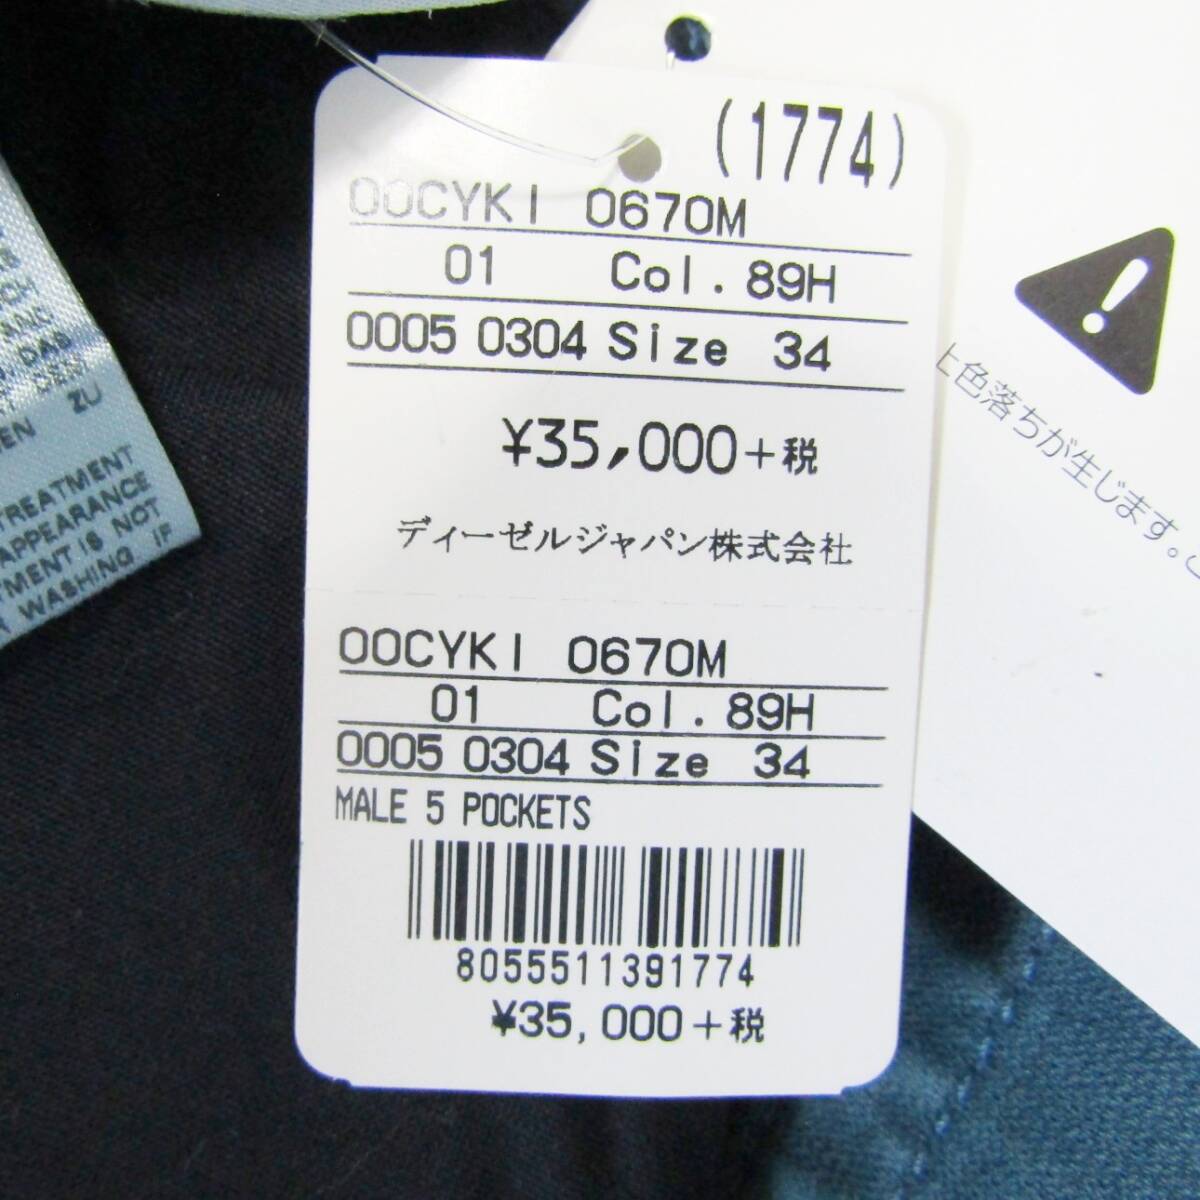 (1774)
00CYKI 0670M
01 Col.89H
0005 0304 Size 34
¥35,000+税
ディーゼルジャパン株式会社
00CYKI 0670M
01 Col.89H
0005 0304 Size 34
MALE 5 POCKETS
8055511391774
¥35,000+税
色落ちが生じます。
ZU
TREATMENT
APPEARANCE
IS NOT
WASHING IF